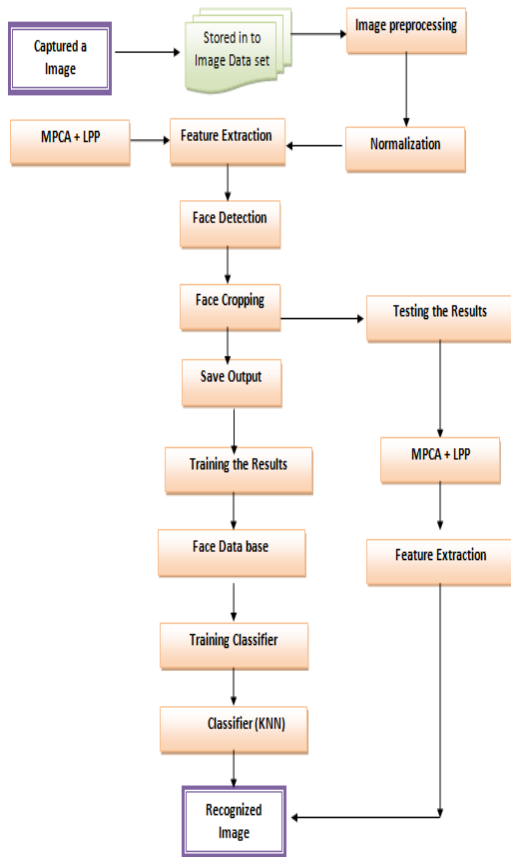 Captured a
Image
Stored in to
Image Data set
Image preprocessing
MPCA + LPP
Feature Extraction
Normalization
Face Detection
Face Cropping
Testing the Results
Save Output
MPCA + LPP
Training the Results
Face Data base
Feature Extraction
Training Classifier
Classifier (KNN)
Recognized
Image